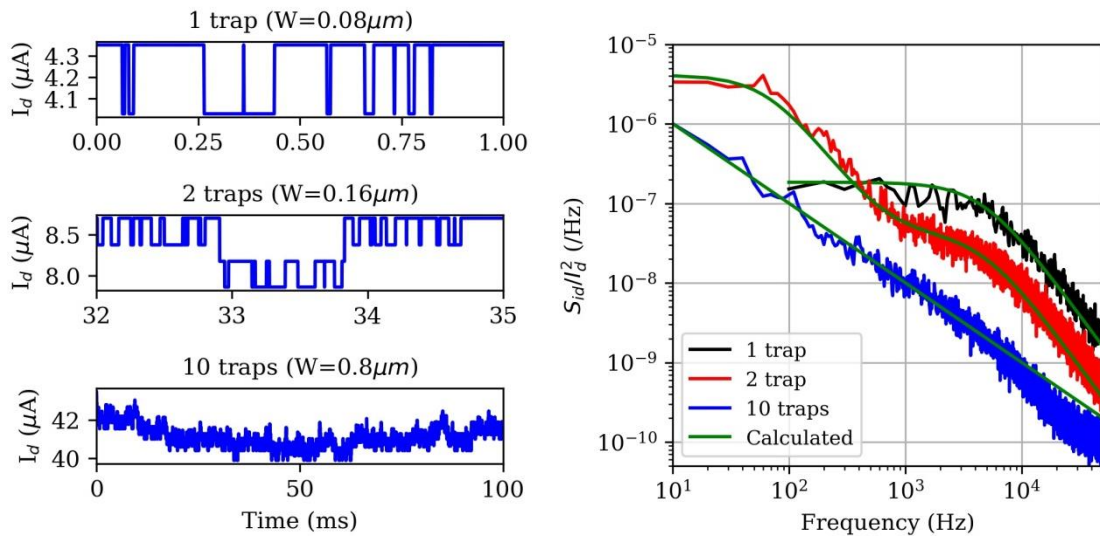 1 trap (W=0.08μm)
I_d (μA)
4.3
4.2
4.1
0.00 0.25 0.50 0.75 1.00
2 traps (W=0.16μm)
I_d (μA)
8.5
8.0
32 33 34 35
10 traps (W=0.8μm)
I_d (μA)
42
40
0 50 100
Time (ms)
S_{id}/I_d^2 (/Hz)
10^{-5}
10^{-6}
10^{-7}
10^{-8}
10^{-9}
10^{-10}
1 trap
2 trap
10 traps
Calculated
10^1 10^2 10^3 10^4
Frequency (Hz)